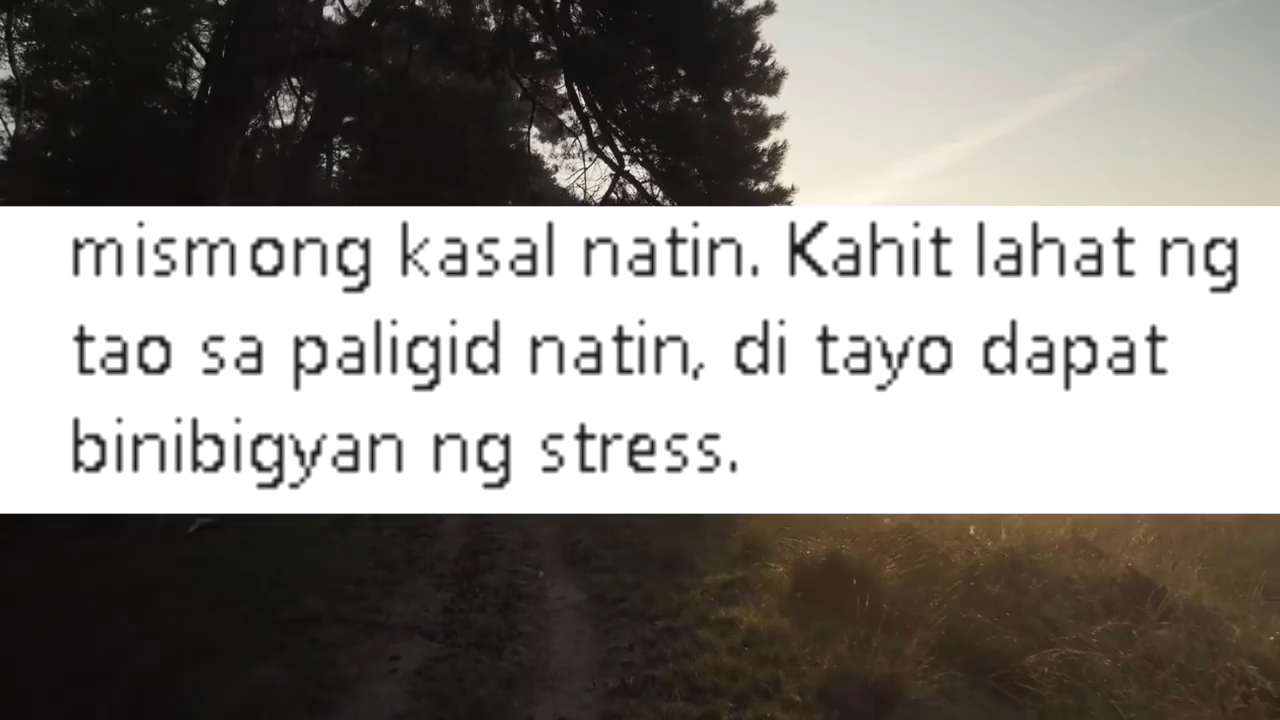 mismong kasal natin. Kahit lahat ng
tao sa paligid natin, di tayo dapat
binibigyan ng stress.